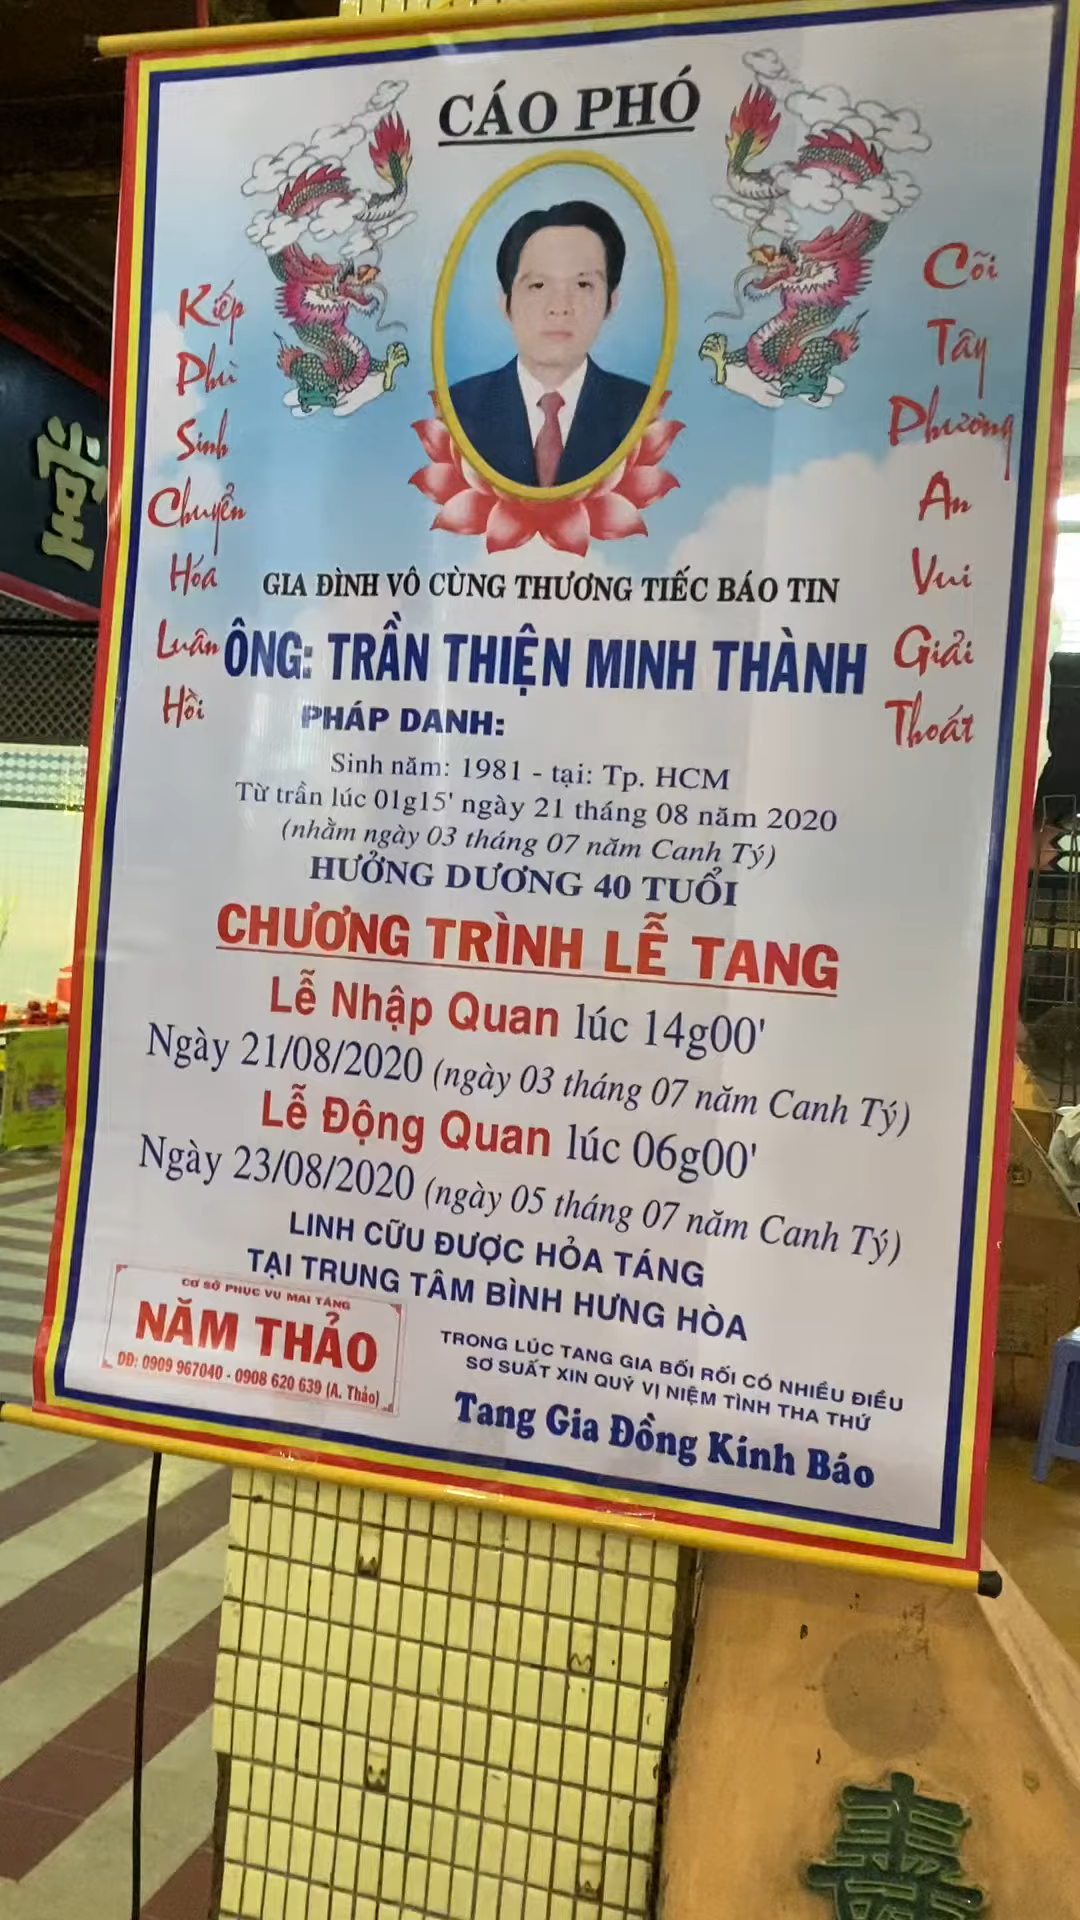 CÁO PHÓ
Kiếp Phù Sinh Chuyển Hóa Luân Hồi
Cõi Tây Phương An Vui Giải Thoát
GIA ĐÌNH VÔ CÙNG THƯƠNG TIẾC BÁO TIN
ÔNG: TRẦN THIỆN MINH THÀNH
PHÁP DANH:
Sinh năm: 1981 - tại: Tp. HCM
Từ trần lúc 01g15' ngày 21 tháng 08 năm 2020
(nhằm ngày 03 tháng 07 năm Canh Tý)
HƯỞNG DƯƠNG 40 TUỔI
CHƯƠNG TRÌNH LỄ TANG
Lễ Nhập Quan lúc 14g00'
Ngày 21/08/2020 (ngày 03 tháng 07 năm Canh Tý)
Lễ Động Quan lúc 06g00'
Ngày 23/08/2020 (ngày 05 tháng 07 năm Canh Tý)
LINH CỮU ĐƯỢC HỎA TÁNG
TẠI TRUNG TÂM BÌNH HƯNG HÒA
CƠ SỞ PHỤC VỤ MAI TÁNG
NĂM THẢO
DĐ: 0909 967040 - 0908 620 639 (A. Thảo)
TRONG LÚC TANG GIA BỐI RỐI CÓ NHIỀU ĐIỀU
SƠ SUẤT XIN QUÝ VỊ NIỆM TÌNH THA THỨ
Tang Gia Đồng Kính Báo
堂